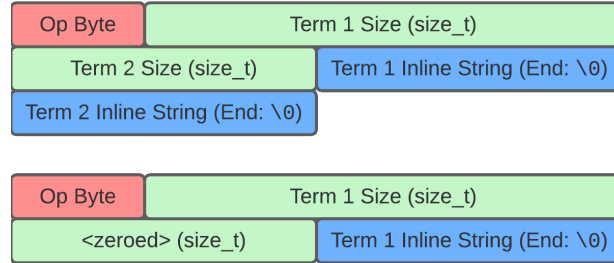 Op Byte Term 1 Size (size_t)
Term 2 Size (size_t) Term 1 Inline String (End: \0)
Term 2 Inline String (End: \0)
Op Byte Term 1 Size (size_t)
<zeroed> (size_t) Term 1 Inline String (End: \0)